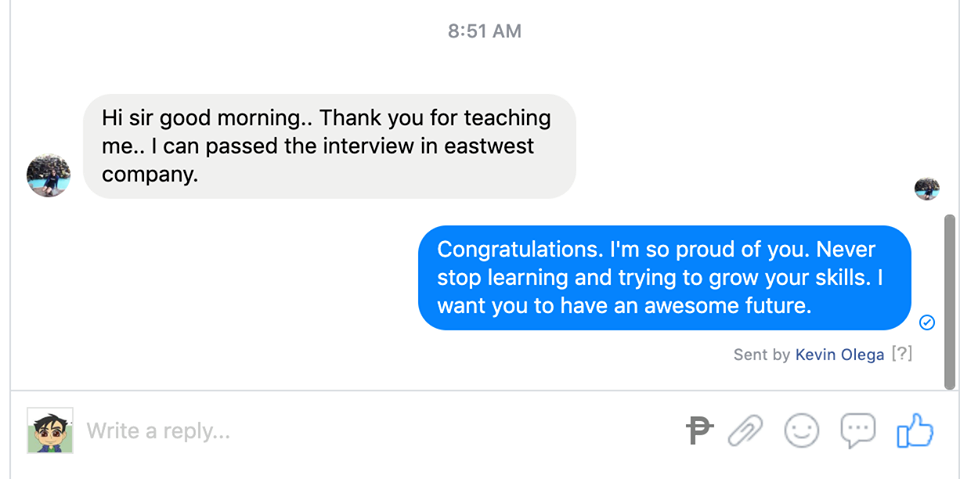 8:51 AM
Hi sir good morning.. Thank you for teaching
me.. I can passed the interview in eastwest
company.
Congratulations. I'm so proud of you. Never
stop learning and trying to grow your skills. I
want you to have an awesome future.
Sent by Kevin Olega [?]
Write a reply...
₱